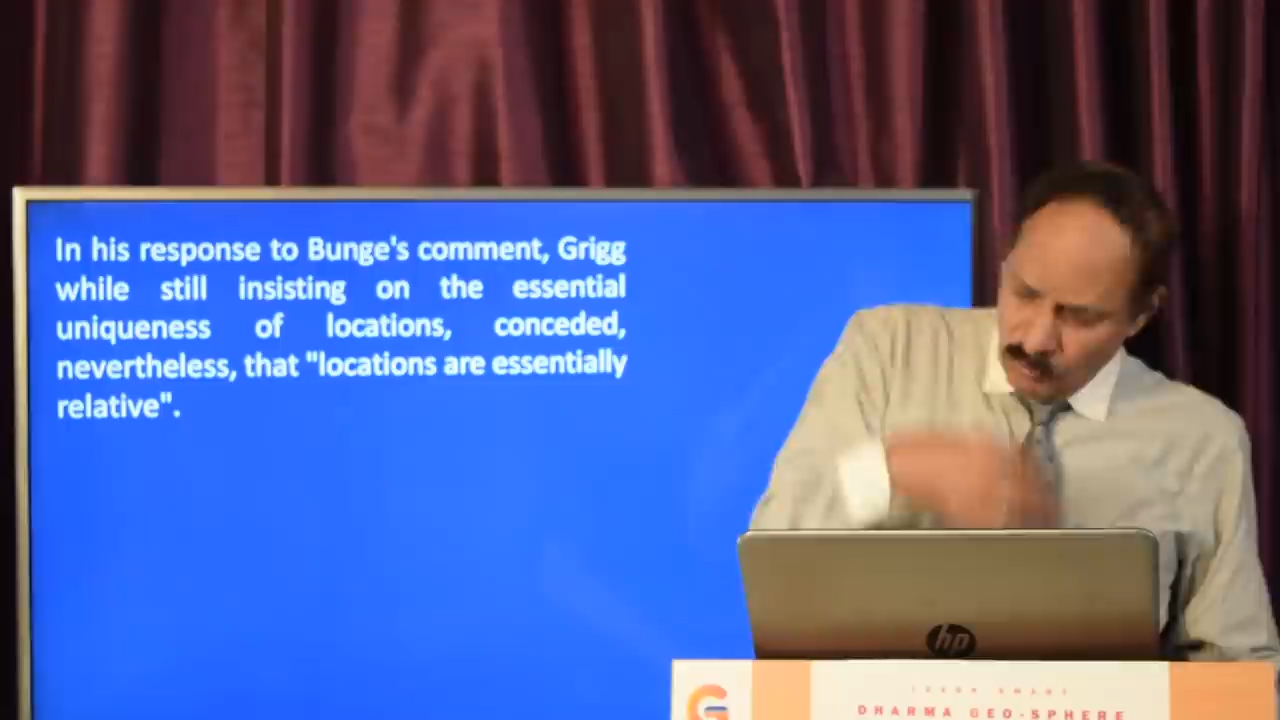 In his response to Bunge's comment, Grigg
while still insisting on the essential
uniqueness of locations, conceded,
nevertheless, that "locations are essentially
relative".
hp
DHARMA GEO-SPHERE